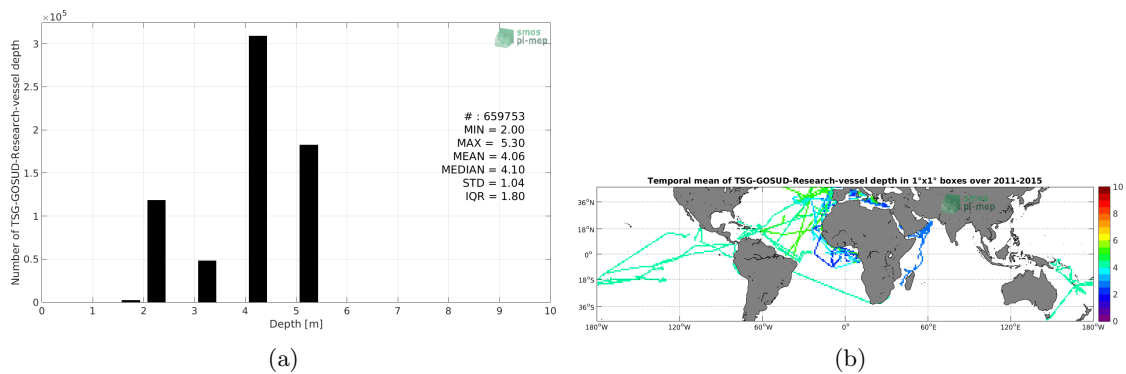 ×10⁵
3
2.5
2
1.5
1
0.5
0
Number of TSG-GOSUD-Research-vessel depth
smos
pi-mep
# : 659753
MIN = 2.00
MAX = 5.30
MEAN = 4.06
MEDIAN = 4.10
STD = 1.04
IQR = 1.80
0 1 2 3 4 5 6 7 8 9 10
Depth [m]
(a)
Temporal mean of TSG-GOSUD-Research-vessel depth in 1°x1° boxes over 2011-2015
smos
pi-mep
36°N
18°N
0°
18°S
36°S
180°W 120°W 60°W 0° 60°E 120°E 180°E
10
8
6
4
2
0
(b)